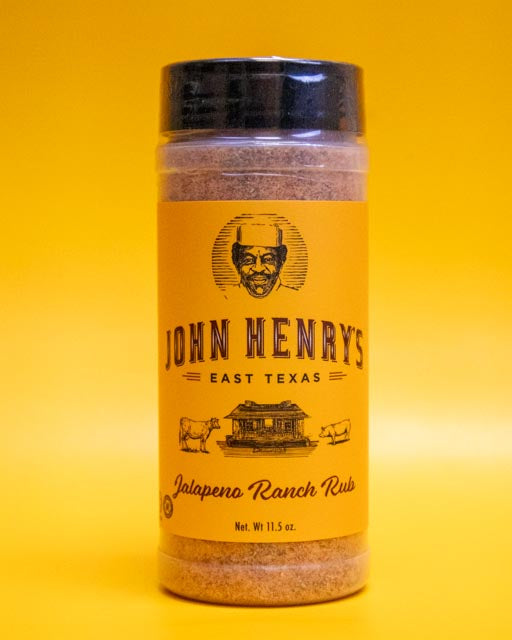 JOHN HENRY'S
EAST TEXAS
Jalapeno Ranch Rub
Net. Wt 11.5 oz.